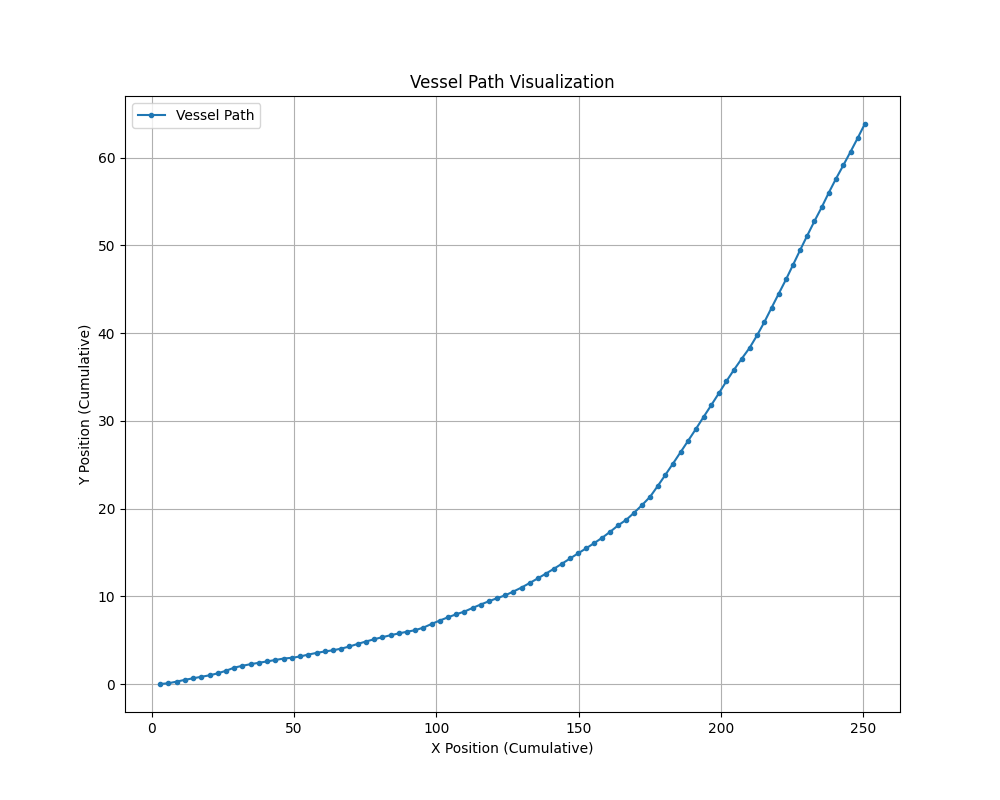 Vessel Path Visualization
Vessel Path
Y Position (Cumulative)
60
50
40
30
20
10
0
0 50 100 150 200 250
X Position (Cumulative)